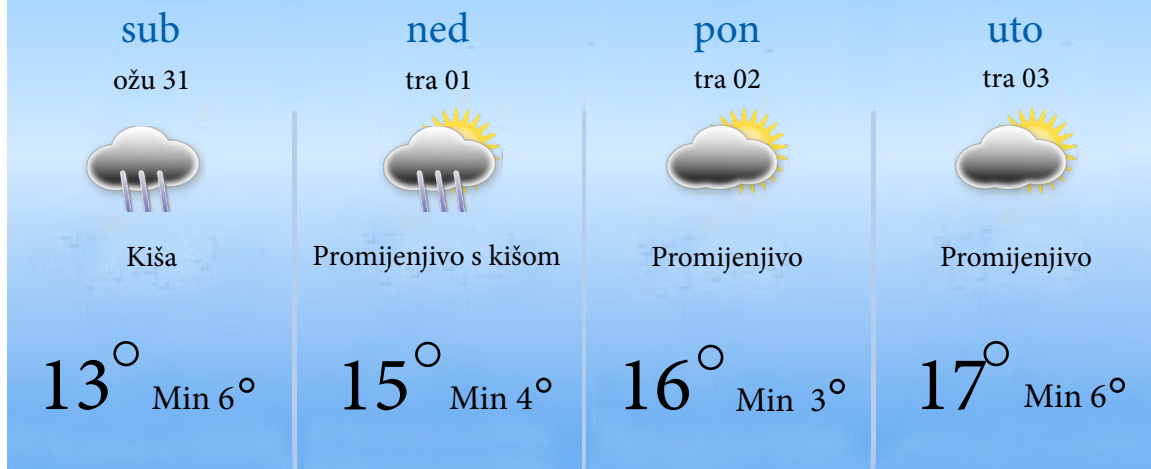 sub
ožu 31
Kiša
13° Min 6°
ned
tra 01
Promijenjivo s kišom
15° Min 4°
pon
tra 02
Promijenjivo
16° Min 3°
uto
tra 03
Promijenjivo
17° Min 6°